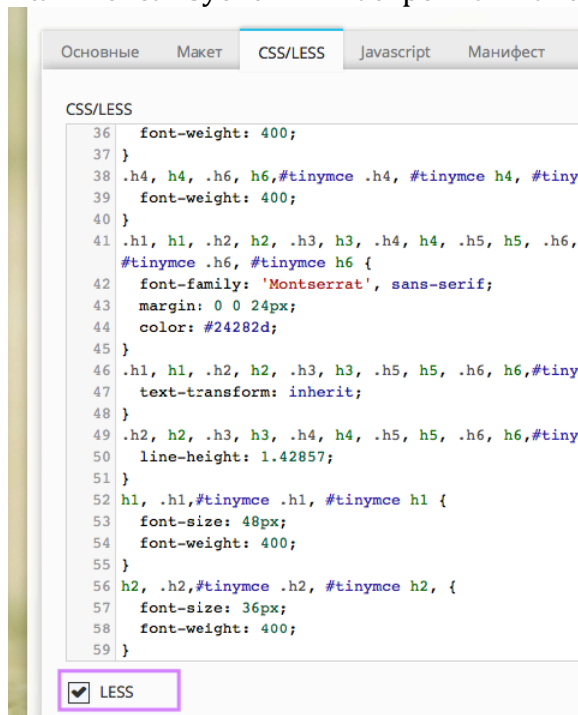 Основные Макет CSS/LESS Javascript Манифест
CSS/LESS
36 font-weight: 400;
37 }
38 .h4, h4, .h6, h6,#tinymce .h4, #tinymce h4, #tiny
39 font-weight: 400;
40 }
41 .h1, h1, .h2, h2, .h3, h3, .h4, h4, .h5, h5, .h6,
#tinymce .h6, #tinymce h6 {
42 font-family: 'Montserrat', sans-serif;
43 margin: 0 0 24px;
44 color: #24282d;
45 }
46 .h1, h1, .h2, h2, .h3, h3, .h5, h5, .h6, h6,#tiny
47 text-transform: inherit;
48 }
49 .h2, h2, .h3, h3, .h4, h4, .h5, h5, .h6, h6,#tiny
50 line-height: 1.42857;
51 }
52 h1, .h1,#tinymce .h1, #tinymce h1 {
53 font-size: 48px;
54 font-weight: 400;
55 }
56 h2, .h2,#tinymce .h2, #tinymce h2, {
57 font-size: 36px;
58 font-weight: 400;
59 }
LESS